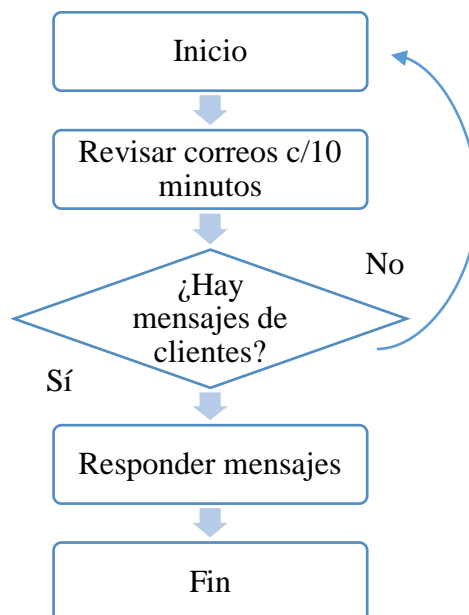 Inicio
Revisar correos c/10
minutos
¿Hay
mensajes de
clientes?
No
Sí
Responder mensajes
Fin